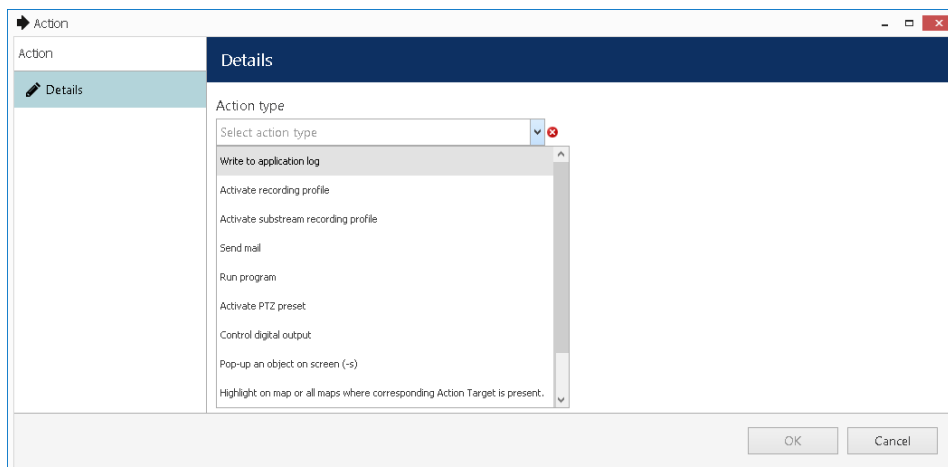 Action
Action
Details
Details
Action type
Select action type
Write to application log
Activate recording profile
Activate substream recording profile
Send mail
Run program
Activate PTZ preset
Control digital output
Pop-up an object on screen (-s)
Highlight on map or all maps where corresponding Action Target is present.
OK
Cancel